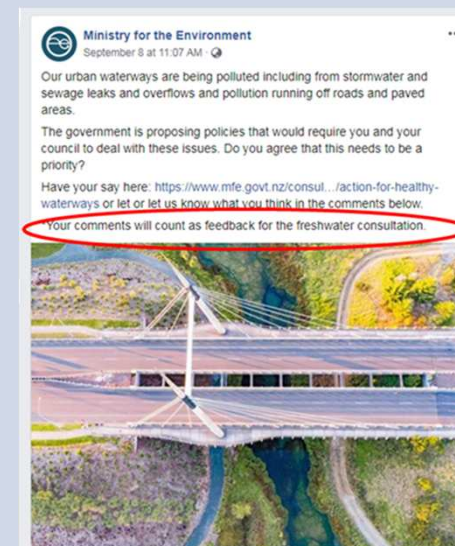 Ministry for the Environment
September 8 at 11:07 AM ·
Our urban waterways are being polluted including from stormwater and
sewage leaks and overflows and pollution running off roads and paved
areas.
The government is proposing policies that would require you and your
council to deal with these issues. Do you agree that this needs to be a
priority?
Have your say here: https://www.mfe.govt.nz/consul.../action-for-healthy-
waterways or let or let us know what you think in the comments below.
*Your comments will count as feedback for the freshwater consultation.